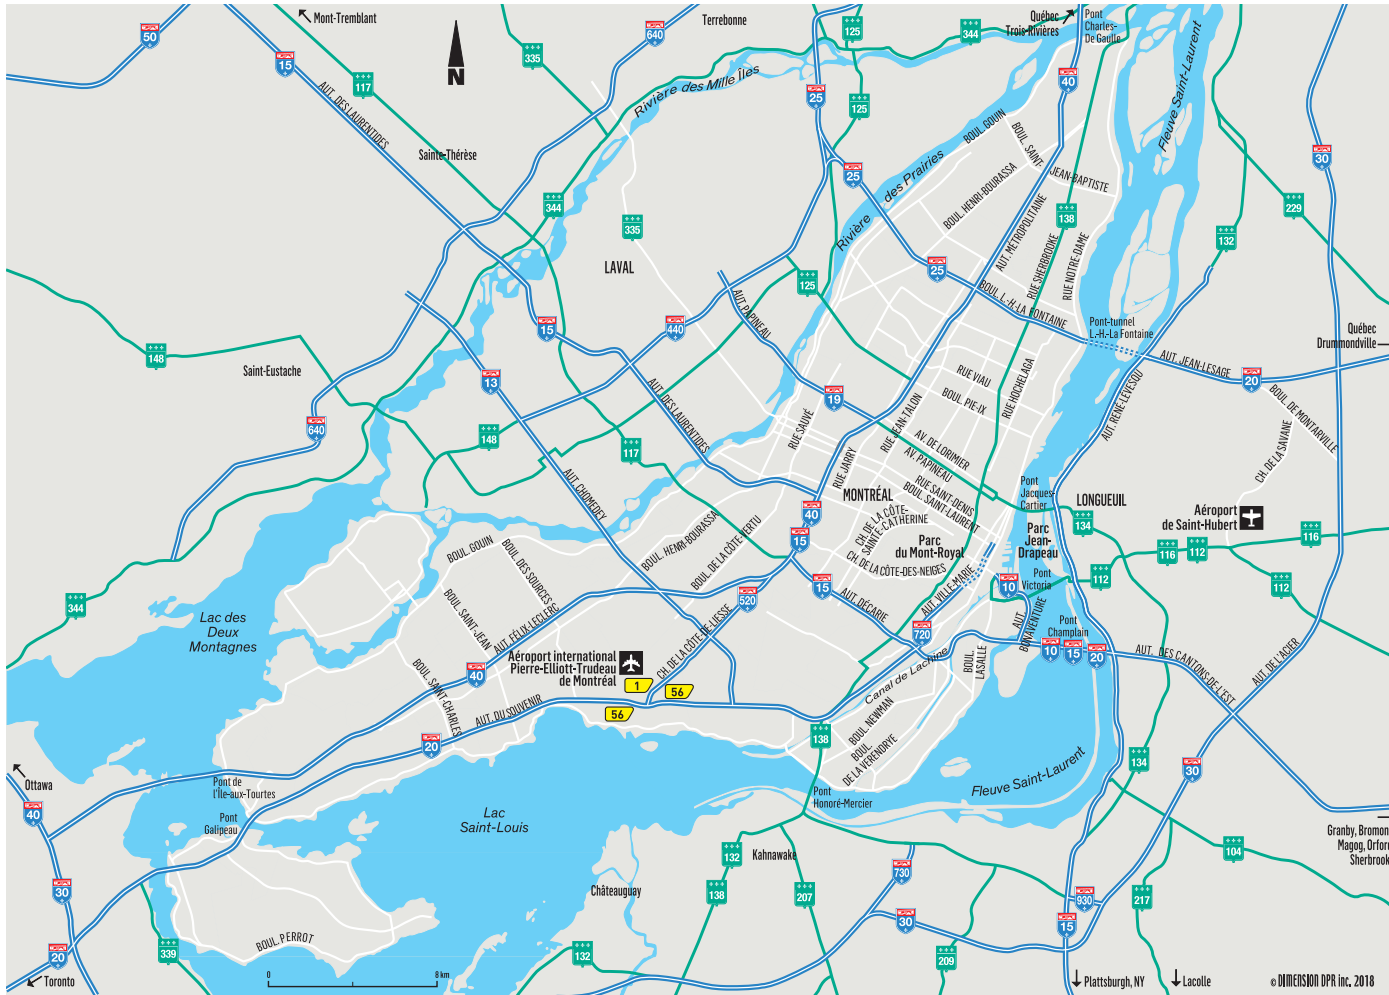 Mont-Tremblant
Terrebonne
Québec
Trois-Rivières
Pont
Charles-
De Gaulle
50
15
640
335
117
125
344
40
25
125
N
Rivière des Mille Îles
Fleuve Saint-Laurent
AUT. DES LAURENTIDES
Sainte-Thérèse
BOUL. GOUIN
BOUL. SAINT-
JEAN-BAPTISTE
30
25
des Prairies
Rivière
BOUL. HENRI-BOURASSA
344
335
138
229
132
LAVAL
AUT. MÉTROPOLITAINE
RUE SHERBROOKE
RUE NOTRE-DAME
25
125
BOUL. L.-H.-LA FONTAINE
AUT. PAPINEAU
15
440
Pont-tunnel
L.-H.-La Fontaine
Québec
Drummondville
148
AUT. JEAN-LESAGE
20
Saint-Eustache
13
RUE VIAU
BOUL. PIE-IX
RUE HOCHELAGA
AUT. RENÉ-LÉVESQU
BOUL. DE MONTARVILLE
CH. DE LA SAVANE
19
AUT. DES LAURENTIDES
RUE SAUVÉ
RUE JEAN-TALON
640
148
117
AV. DE LORIMIER
AV. PAPINEAU
RUE JARRY
RUE SAINT-DENIS
BOUL. SAINT-LAURENT
AUT. CHOMEDEY
MONTRÉAL
Pont
Jacques-
Cartier
LONGUEUIL
134
Aéroport
de Saint-Hubert
40
15
CH. DE LA CÔTE-
SAINTE-CATHERINE
Parc
du Mont-Royal
CH. DE LA CÔTE-DES-NEIGES
Parc
Jean-
Drapeau
116
112
116
BOUL. HENRI-BOURASSA
BOUL. DE LA CÔTE-VERTU
BOUL. GOUIN
BOUL. DES SOURCES
AUT. VILLE-MARIE
10
Pont
Victoria
112
112
344
BOUL. SAINT-JEAN
AUT. FÉLIX-LECLERC
520
15
AUT. DÉCARIE
AUT.
BONAVENTURE
Lac des
Deux
Montagnes
CH. DE LA CÔTE-DE-LIESSE
720
Pont
Champlain
10
15
20
AUT. DES CANTONS-DE-L'EST
AUT. DE L'ACIER
40
Aéroport international
Pierre-Elliott-Trudeau
de Montréal
1
56
56
BOUL. SAINT-CHARLES
AUT. DU SOUVENIR
20
Canal de Lachine
BOUL.
LASALLE
BOUL. NEWMAN
BOUL.
DE LA VERENDRYE
138
134
30
Ottawa
40
Pont de
l'Île-aux-Tourtes
Pont
Galipeau
Lac
Saint-Louis
Pont
Honoré-Mercier
Fleuve Saint-Laurent
Granby, Bromon
Magog, Orford
Sherbrook
104
132
Kahnawake
30
Châteauguay
138
207
730
30
930
217
15
BOUL. PERROT
20
339
132
209
0
8 km
Toronto
Plattsburgh, NY
Lacolle
© DIMENSION DPR inc. 2018